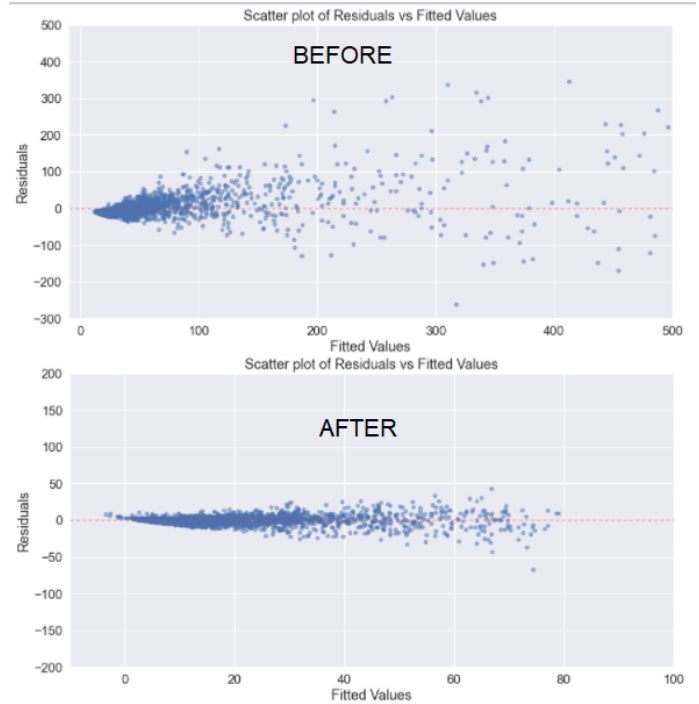 Scatter plot of Residuals vs Fitted Values
BEFORE
500
400
300
200
100
0
−100
−200
−300
Residuals
0 100 200 300 400 500
Fitted Values
Scatter plot of Residuals vs Fitted Values
AFTER
200
150
100
50
0
−50
−100
−150
−200
Residuals
0 20 40 60 80 100
Fitted Values